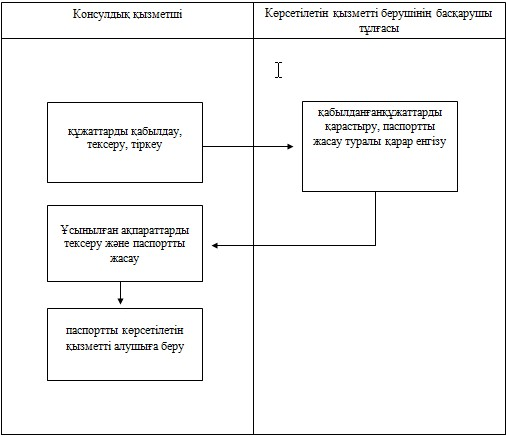 Консулдық қызметші
Көрсетілетін қызметті берушінің басқарушы
тұлғасы
құжаттарды қабылдау,
тексеру, тіркеу
қабылданғанқұжаттарды
қарастыру, паспортты
жасау туралы қарар енгізу
Ұсынылған ақпараттарды
тексеру және паспортты
жасау
паспортты көрсетілетін
қызметті алушыға беру